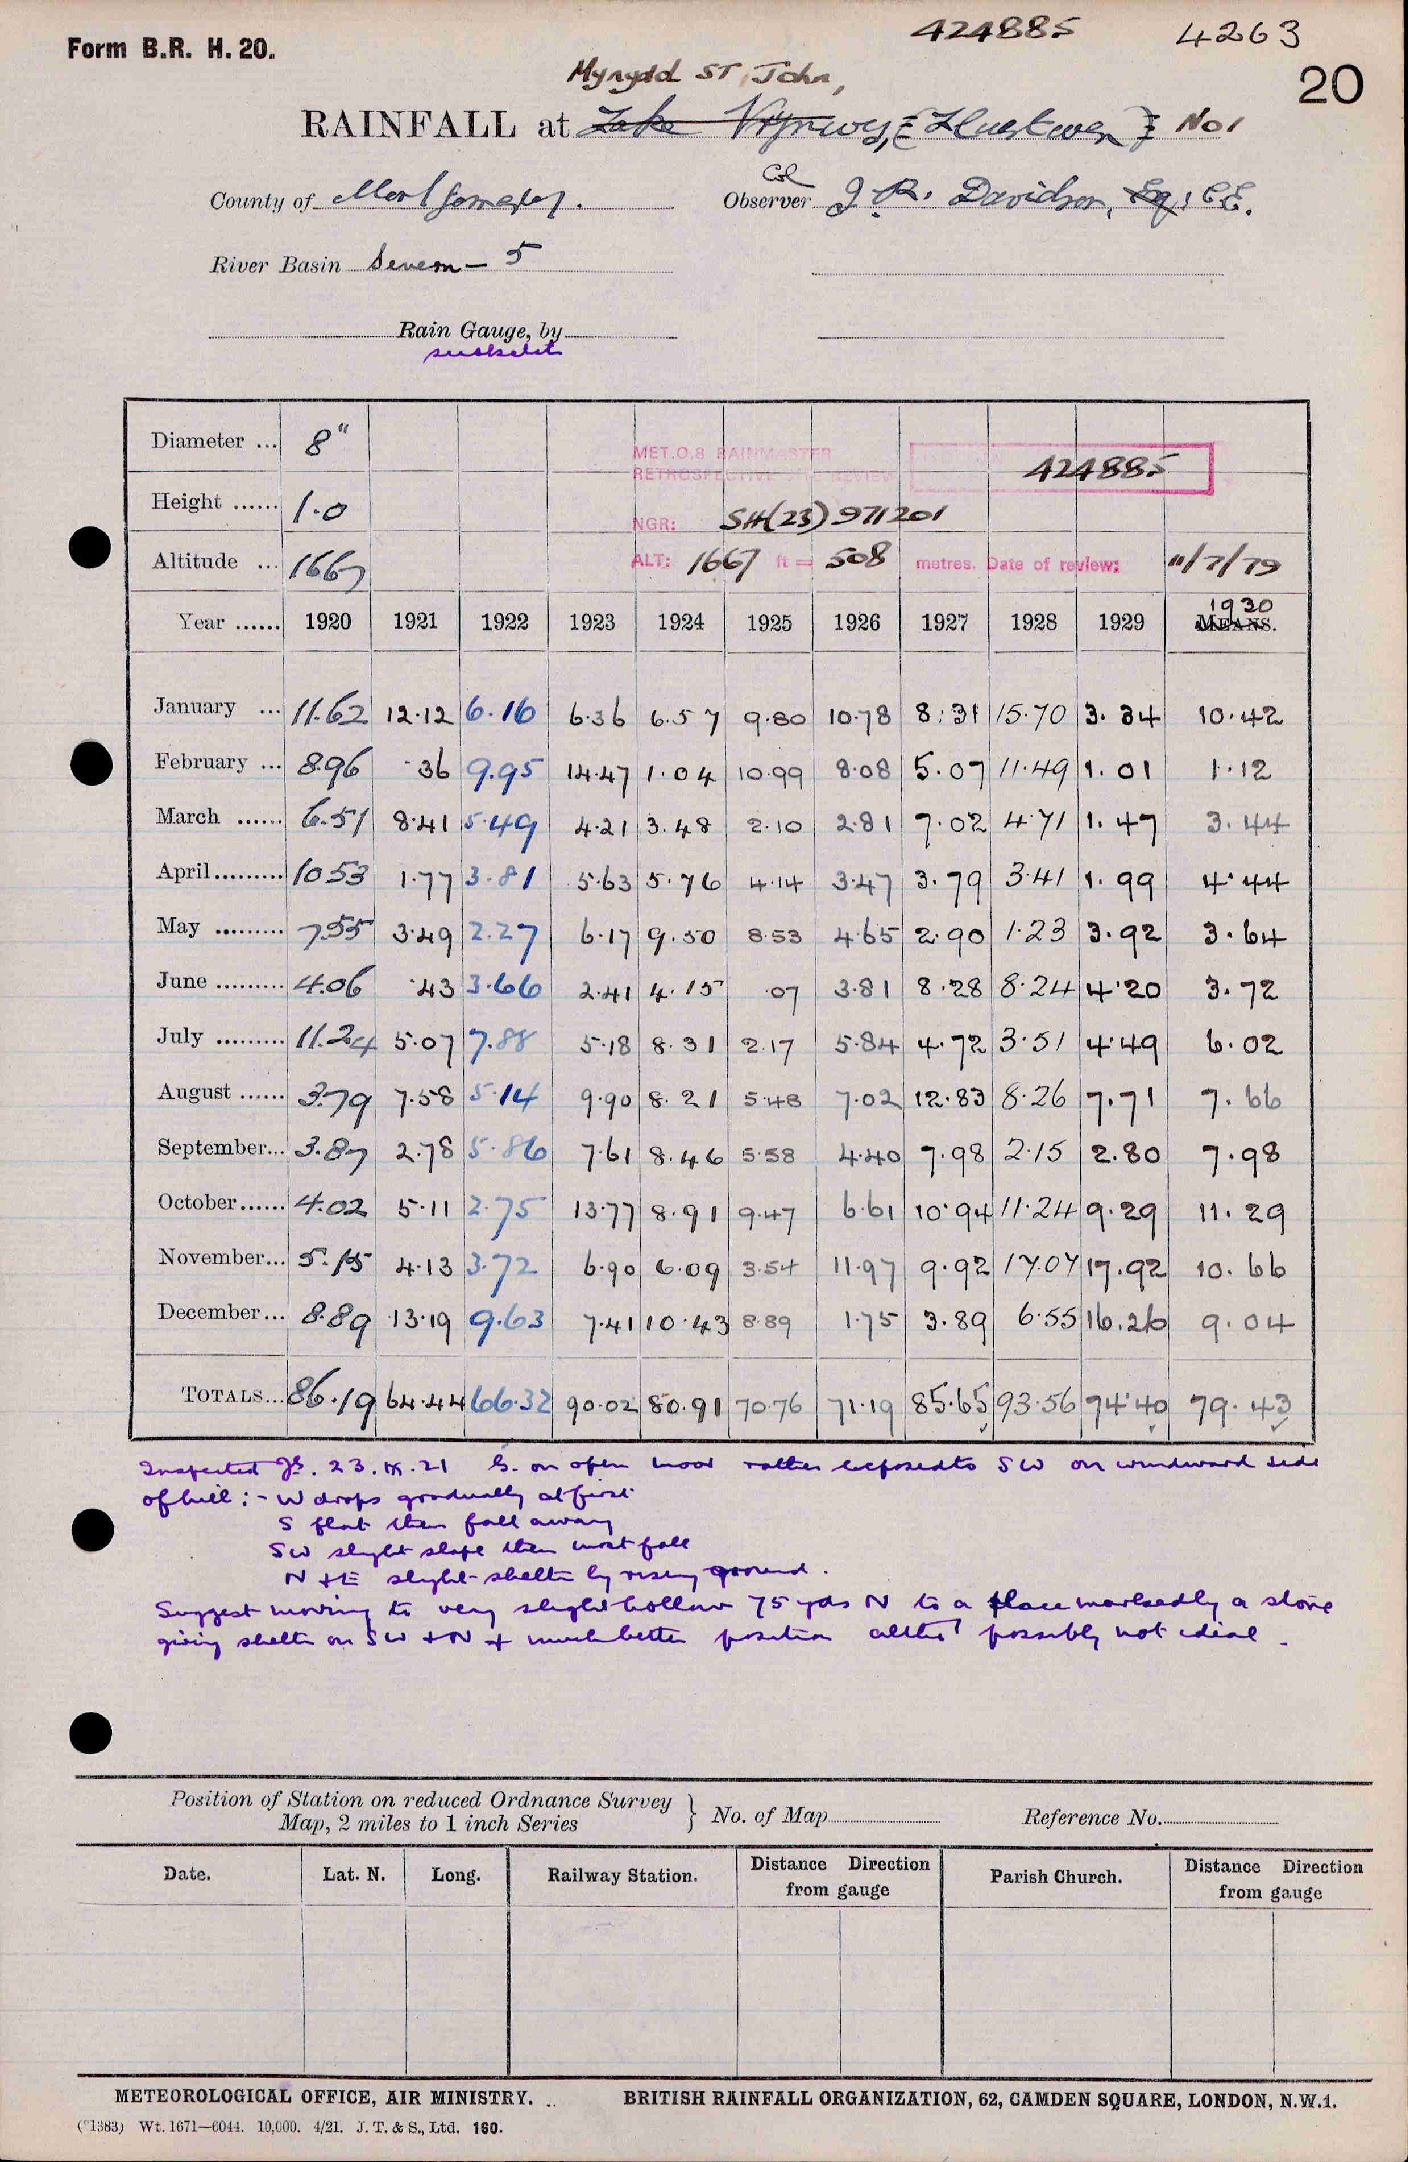 424885 4263
Form B.R. H. 20.
20
Mynydd St John,
RAINFALL at Lake Vyrnwy, { } No 1
County of Montgomery. Observer Col J. R. Davidson, Esq, C.E.
River Basin Severn - 5
Rain Gauge, by
Diameter ... 8"
MET.O.8 RAINMASTER
RETROSPECTIVE SITE REVIEW
424885
Height ...... 1.0
NGR: SH(23)971201
Altitude ... 1667
ALT: 1667 ft = 508 metres. Date of review: 11/7/79
Year ...... 1920 1921 1922 1923 1924 1925 1926 1927 1928 1929 MEANS. 1930
January ... 11.62 12.12 6.16 6.36 6.57 9.80 10.78 8.31 15.70 3.34 10.42
February ... 8.96 .36 9.95 14.47 1.04 10.99 8.08 5.07 11.49 1.01 1.12
March ...... 6.51 8.41 5.49 4.21 3.48 2.10 2.81 7.02 4.71 1.47 3.44
April......... 10.53 1.77 3.81 5.63 5.76 4.14 3.47 3.79 3.41 1.99 4.44
May ......... 7.55 3.49 2.27 6.17 9.50 8.53 4.65 2.90 1.23 3.92 3.64
June ......... 4.06 .43 3.66 2.41 4.15 .07 3.81 8.28 8.24 4.20 3.72
July ......... 11.24 5.07 7.88 5.18 8.31 2.17 5.84 4.72 3.51 4.49 6.02
August ...... 3.79 7.58 5.14 9.90 8.21 5.48 7.02 12.83 8.26 7.71 7.66
September... 3.87 2.78 5.86 7.61 8.46 5.58 4.40 7.98 2.15 2.80 7.98
October...... 4.02 5.11 2.75 13.77 8.91 9.47 6.61 10.94 11.24 9.29 11.29
November... 5.15 4.13 3.72 6.90 6.09 3.54 11.97 9.92 17.07 17.92 10.66
December... 8.89 13.19 9.63 7.41 10.43 8.89 1.75 3.89 6.55 16.26 9.04
TOTALS... 86.19 64.44 66.32 90.02 80.91 70.76 71.19 85.65 93.56 74.40 79.43
Inspected 23.IX.21 G. on open moor rather exposed to SW on windward side
of hill :- W drops gradually at first
S flat then fall away
SW slight slope then most fall
N + E slight shelter by rising ground.
Suggest moving to very slight hollow 75 yds N to a place markedly a stone
giving shelter on SW + N + much better position altho' possibly not ideal.
Position of Station on reduced Ordnance Survey
Map, 2 miles to 1 inch Series } No. of Map Reference No.
Date. Lat. N. Long. Railway Station. Distance Direction from gauge Parish Church. Distance Direction from gauge
METEOROLOGICAL OFFICE, AIR MINISTRY. BRITISH RAINFALL ORGANIZATION, 62, CAMDEN SQUARE, LONDON, N.W.1.
(*1383) Wt. 1671—6044. 10,000. 4/21. J. T. & S., Ltd. 160.